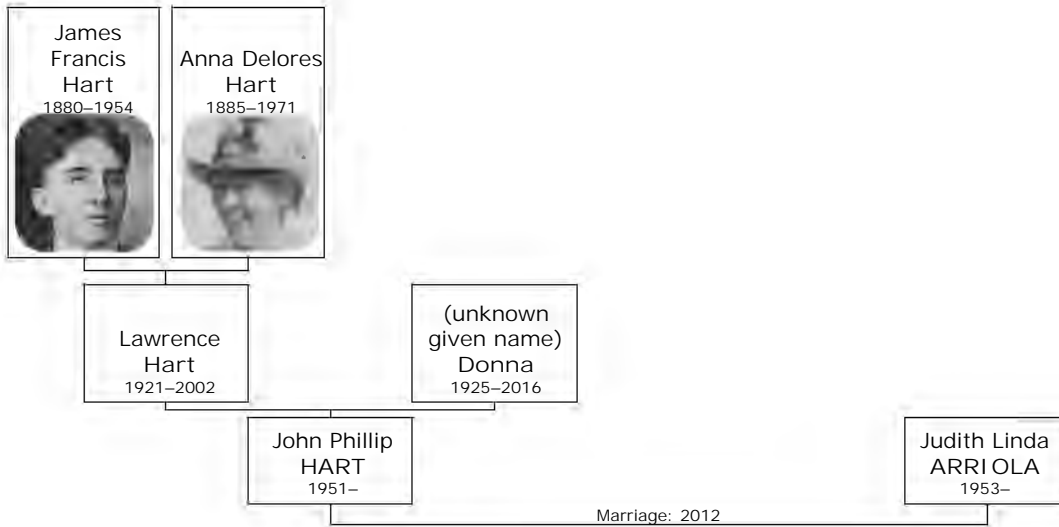 James
Francis
Hart
1880–1954
Anna Delores
Hart
1885–1971
Lawrence
Hart
1921–2002
(unknown
given name)
Donna
1925–2016
John Phillip
HART
1951–
Judith Linda
ARRIOLA
1953–
Marriage: 2012